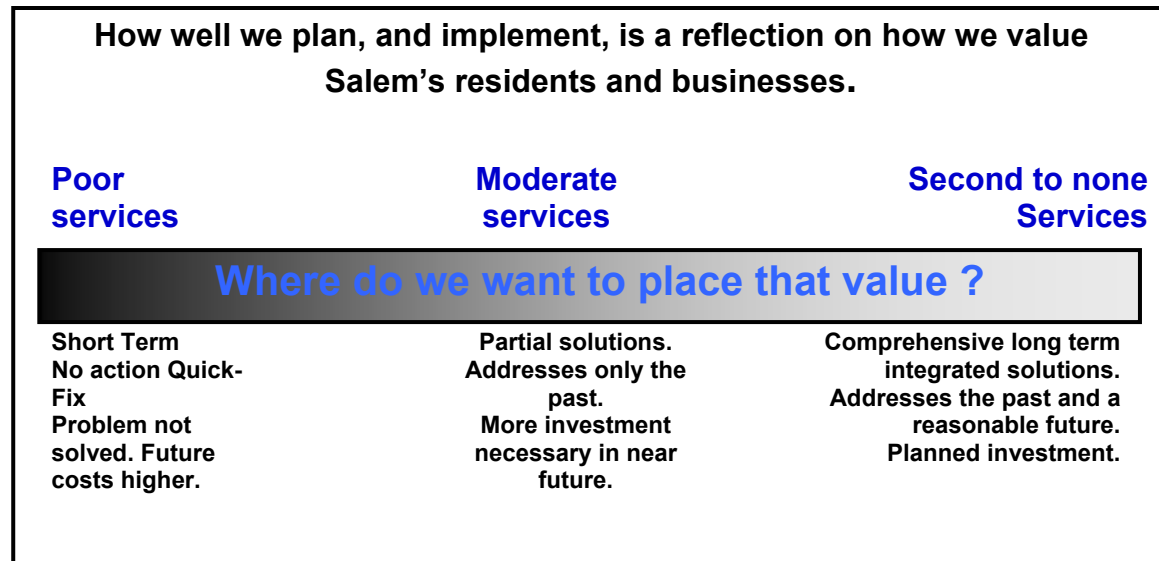 How well we plan, and implement, is a reflection on how we value
Salem's residents and businesses.
Poor
services
Moderate
services
Second to none
Services
Where do we want to place that value ?
Short Term
No action Quick-
Fix
Problem not
solved. Future
costs higher.
Partial solutions.
Addresses only the
past.
More investment
necessary in near
future.
Comprehensive long term
integrated solutions.
Addresses the past and a
reasonable future.
Planned investment.